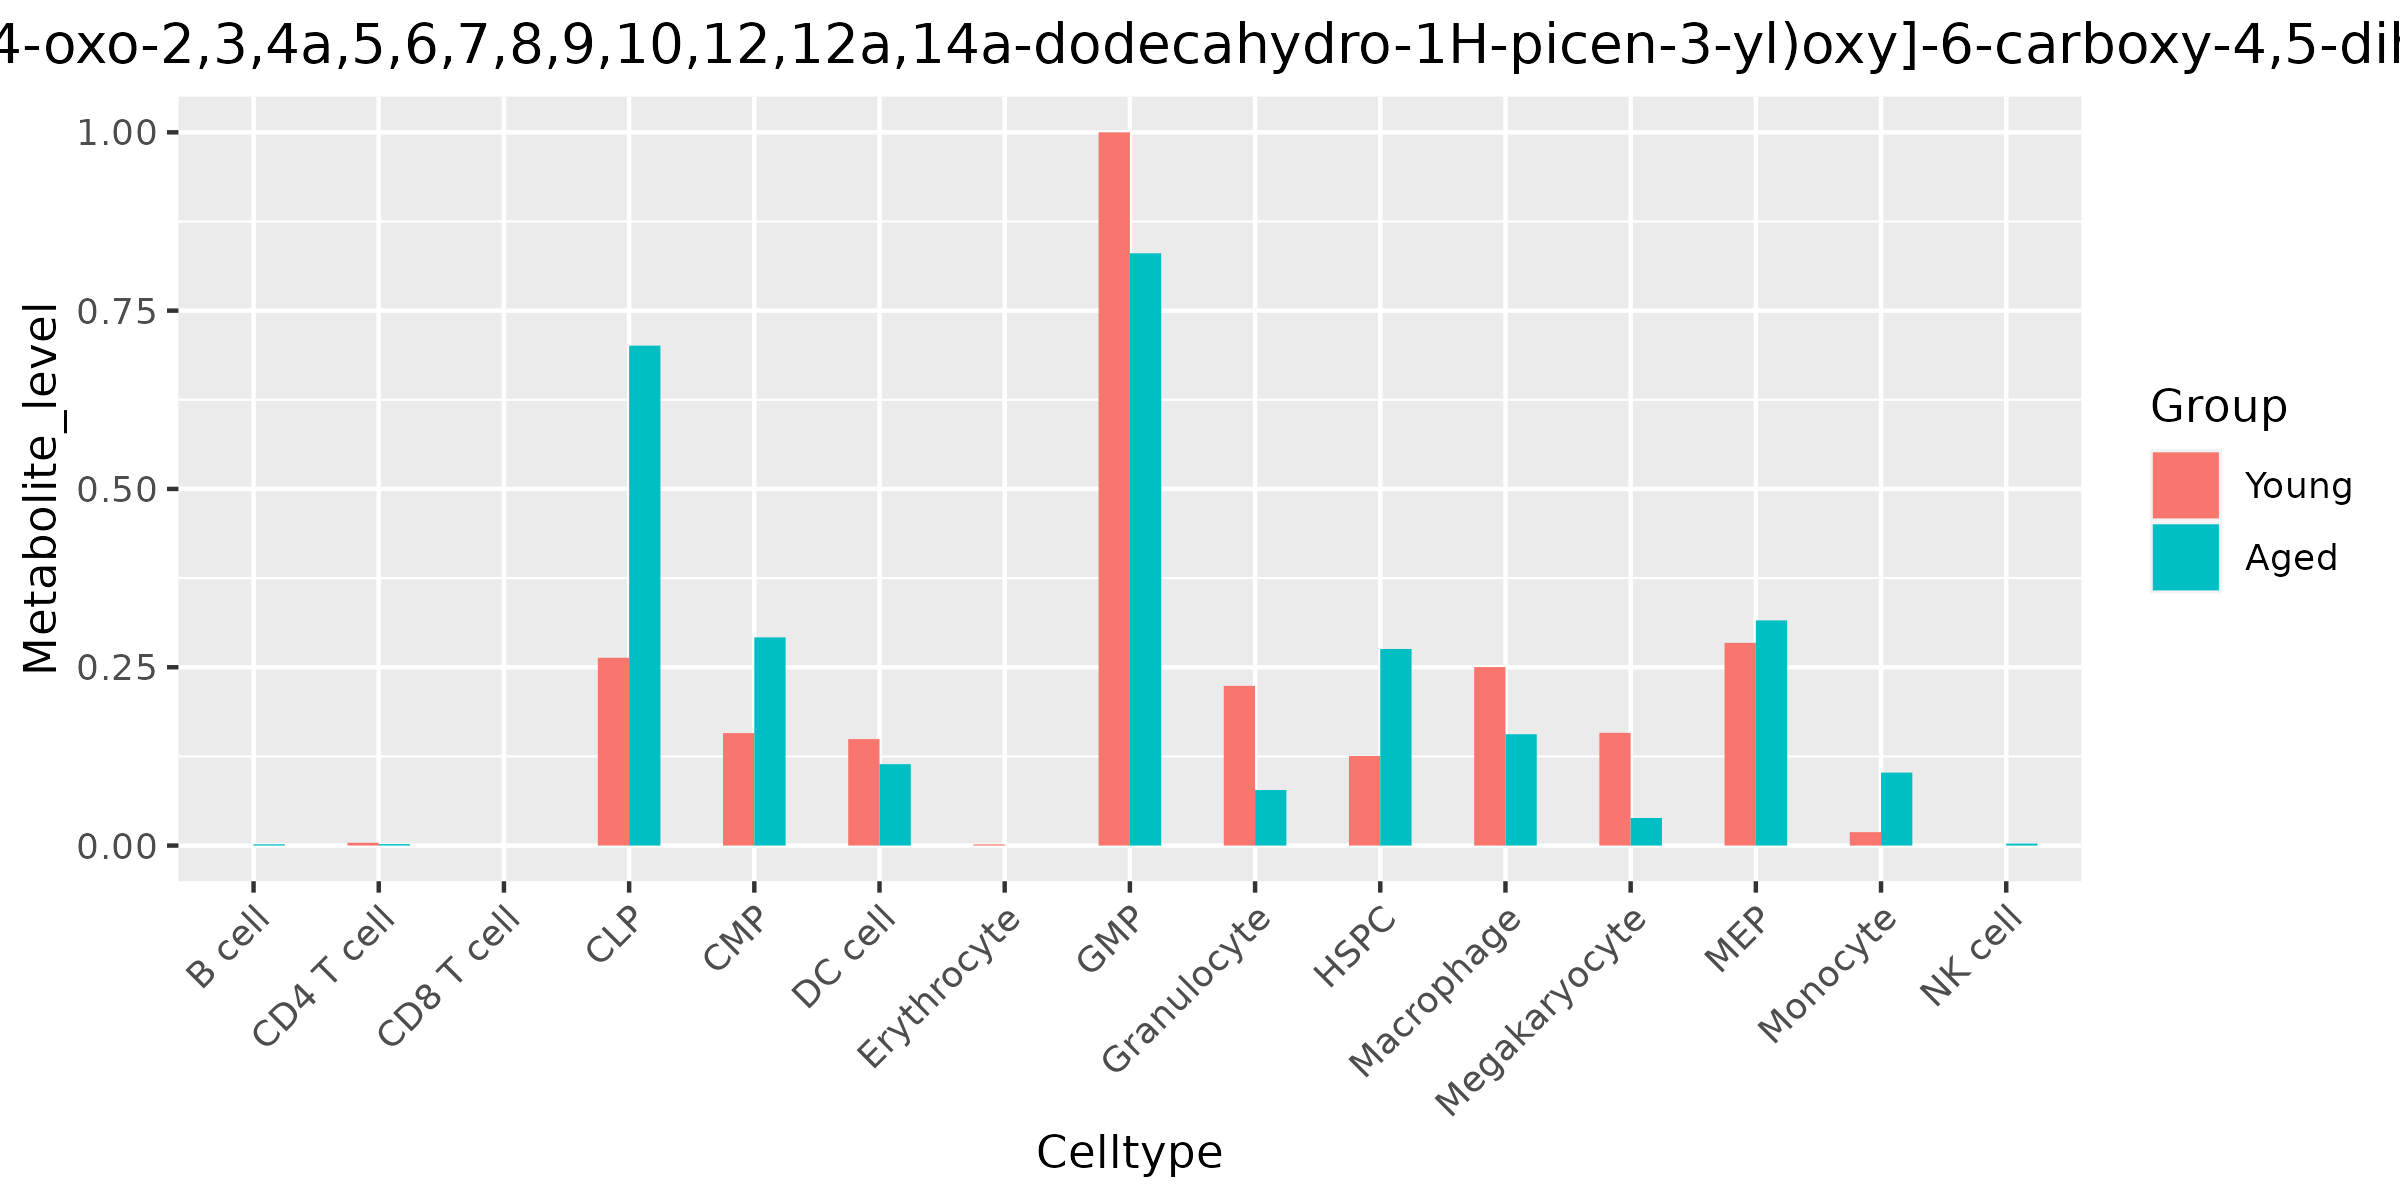 4-oxo-2,3,4a,5,6,7,8,9,10,12,12a,14a-dodecahydro-1H-picen-3-yl)oxy]-6-carboxy-4,5-dih
Metabolite_level
1.00
0.75
0.50
0.25
0.00
B cell
CD4 T cell
CD8 T cell
CLP
CMP
DC cell
Erythrocyte
GMP
Granulocyte
HSPC
Macrophage
Megakaryocyte
MEP
Monocyte
NK cell
Celltype
Group
Young
Aged